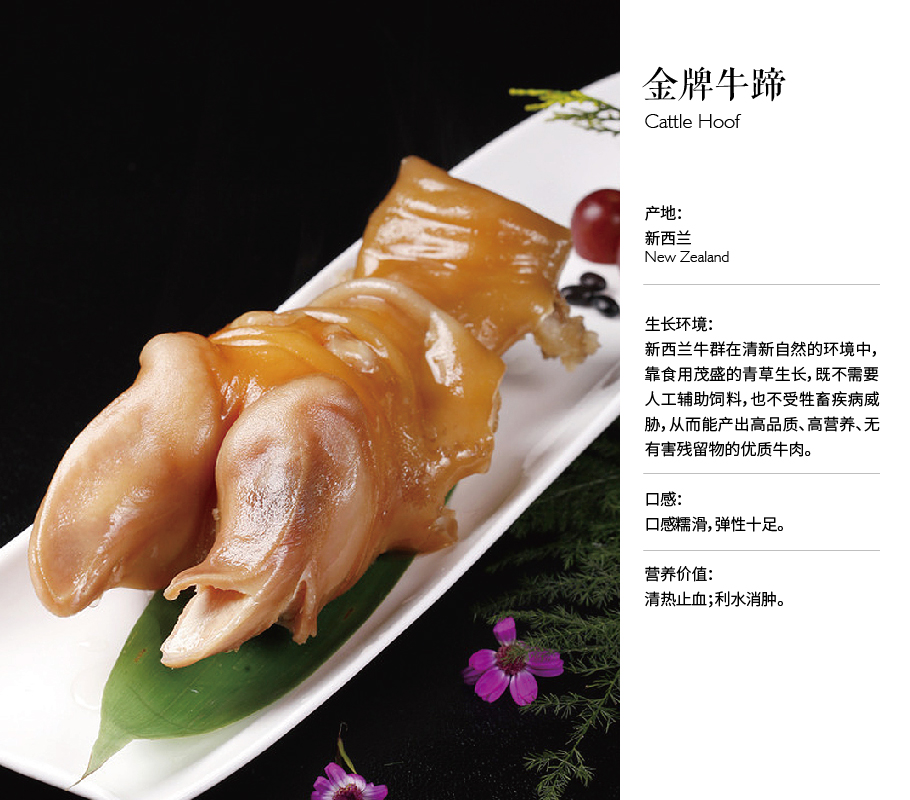 金牌牛蹄
Cattle Hoof
产地：
新西兰
New Zealand
生长环境：
新西兰牛群在清新自然的环境中，
靠食用茂盛的青草生长，既不需要
人工辅助饲料，也不受牲畜疾病威
胁，从而能产出高品质、高营养、无
有害残留物的优质牛肉。
口感：
口感糯滑，弹性十足。
营养价值：
清热止血；利水消肿。